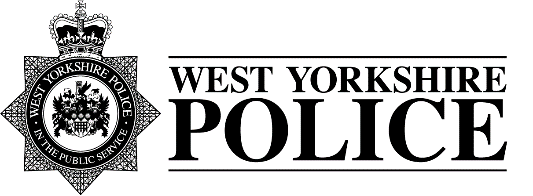 WEST YORKSHIRE POLICE
IN THE PUBLIC SERVICE
WEST YORKSHIRE
POLICE